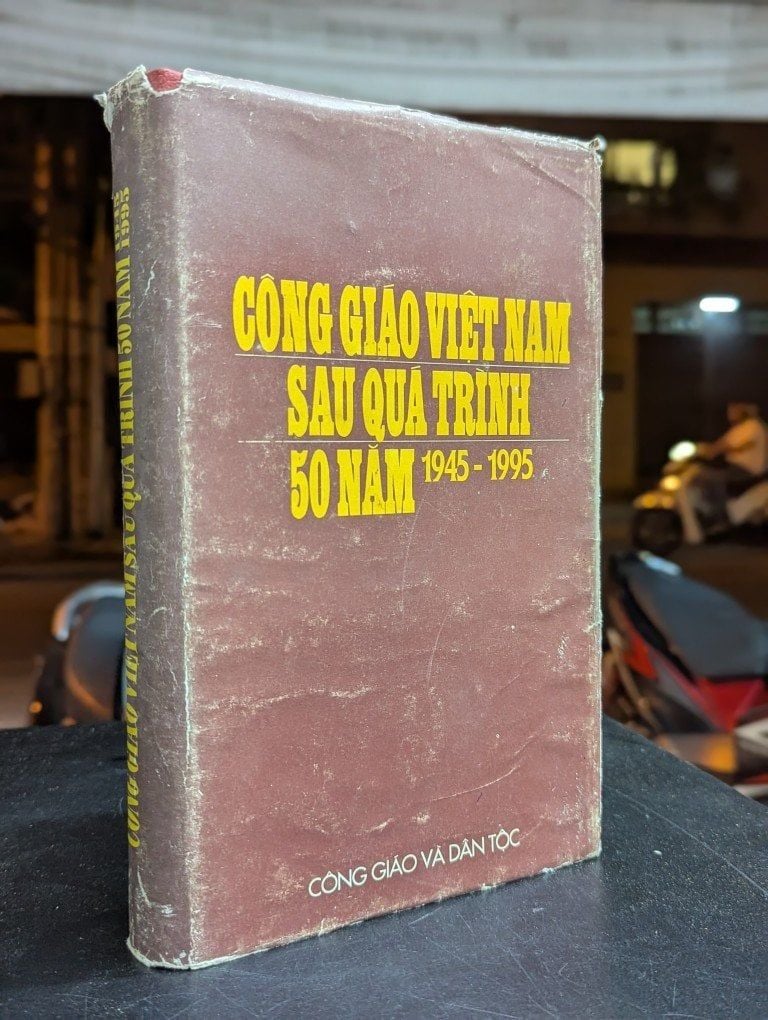 CÔNG GIÁO VIỆT NAM
SAU QUÁ TRÌNH
50 NĂM 1945 - 1995
CÔNG GIÁO VÀ DÂN TỘC
CÔNG GIÁO VIỆT NAM SAU QUÁ TRÌNH 50 NĂM 1945 1995